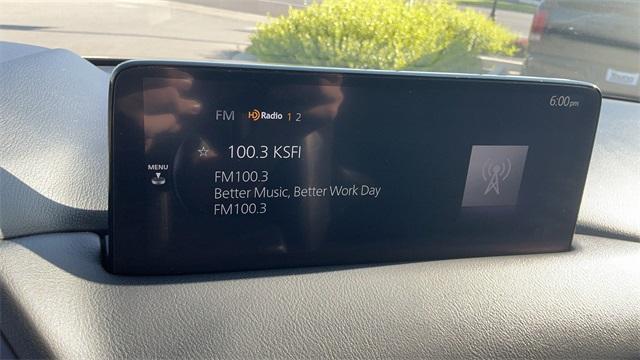 6:00pm
FM HD Radio 1 2
100.3 KSFI
MENU
FM100.3
Better Music, Better Work Day
FM100.3